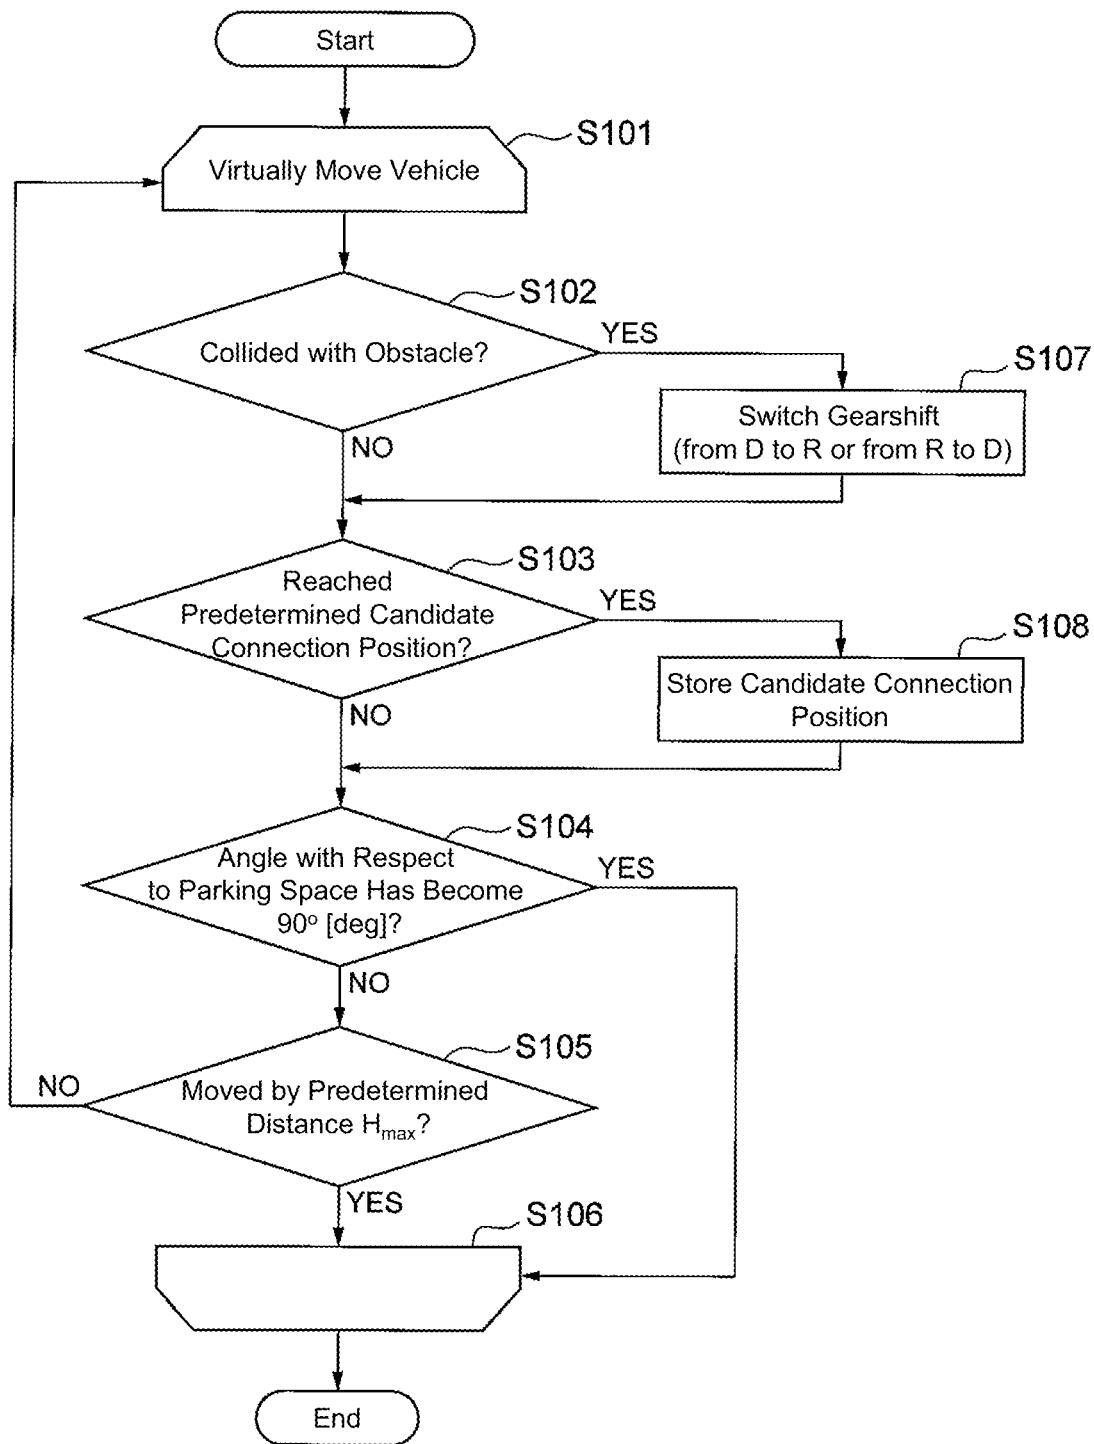 Start
S101
Virtually Move Vehicle
S102
Collided with Obstacle?
YES
NO
S107
Switch Gearshift
(from D to R or from R to D)
S103
Reached
Predetermined Candidate
Connection Position?
YES
NO
S108
Store Candidate Connection
Position
S104
Angle with Respect
to Parking Space Has Become
90° [deg]?
YES
NO
S105
Moved by Predetermined
Distance Hmax?
NO
YES
S106
End